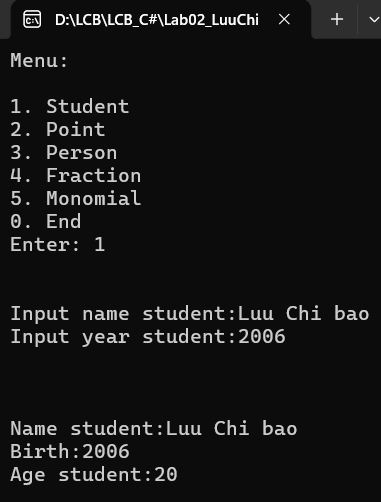 D:\LCB\LCB_C#\Lab02_LuuChi
Menu:
1. Student
2. Point
3. Person
4. Fraction
5. Monomial
0. End
Enter: 1
Input name student:Luu Chi bao
Input year student:2006
Name student:Luu Chi bao
Birth:2006
Age student:20